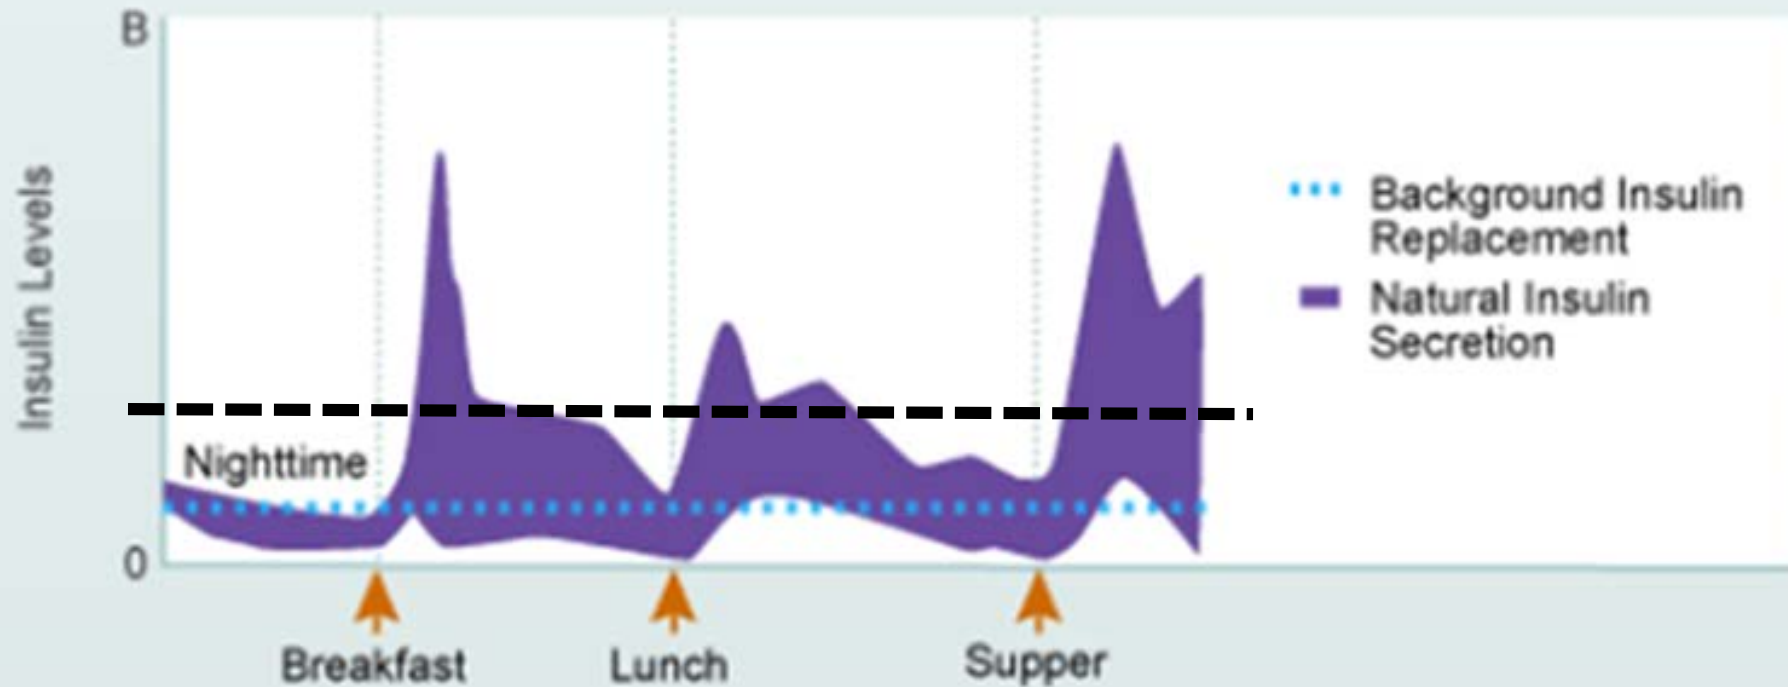 B
Insulin Levels
Nighttime
0
Breakfast
Lunch
Supper
Background Insulin
Replacement
Natural Insulin
Secretion